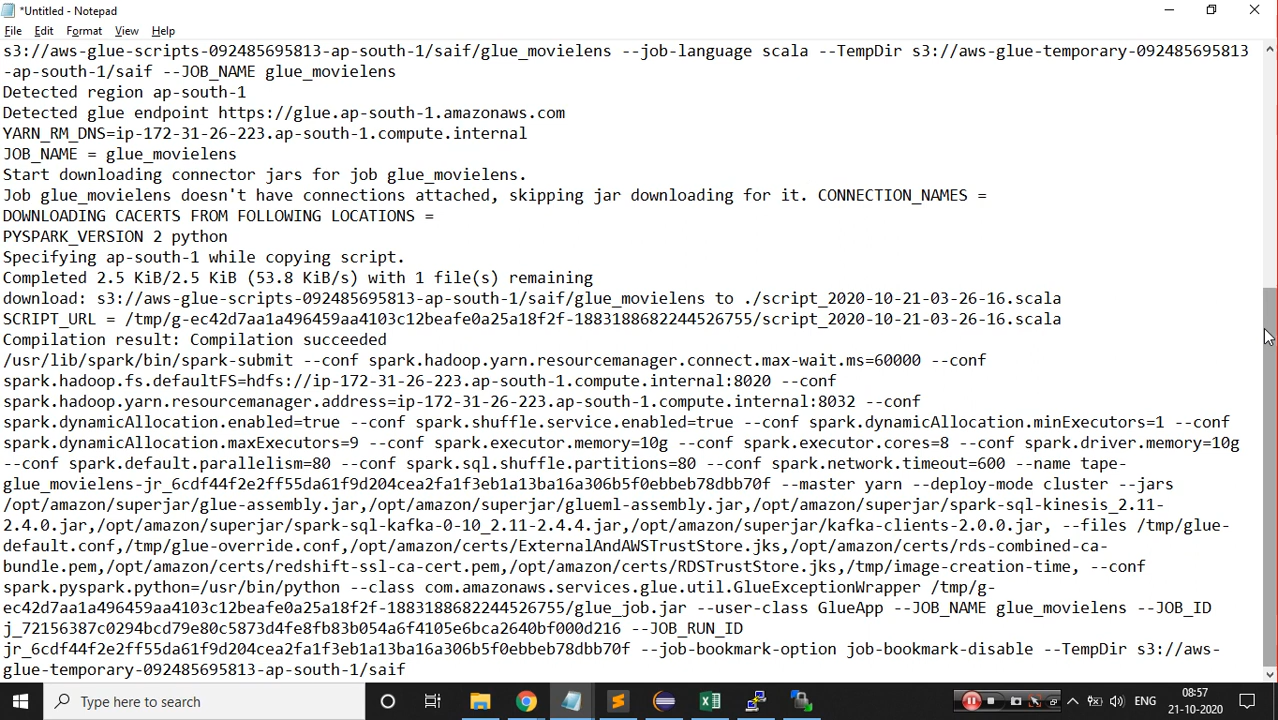 *Untitled - Notepad
File Edit Format View Help
s3://aws-glue-scripts-092485695813-ap-south-1/saif/glue_movielens --job-language scala --TempDir s3://aws-glue-temporary-092485695813
-ap-south-1/saif --JOB_NAME glue_movielens
Detected region ap-south-1
Detected glue endpoint https://glue.ap-south-1.amazonaws.com
YARN_RM_DNS=ip-172-31-26-223.ap-south-1.compute.internal
JOB_NAME = glue_movielens
Start downloading connector jars for job glue_movielens.
Job glue_movielens doesn't have connections attached, skipping jar downloading for it. CONNECTION_NAMES =
DOWNLOADING CACERTS FROM FOLLOWING LOCATIONS =
PYSPARK_VERSION 2 python
Specifying ap-south-1 while copying script.
Completed 2.5 KiB/2.5 KiB (53.8 KiB/s) with 1 file(s) remaining
download: s3://aws-glue-scripts-092485695813-ap-south-1/saif/glue_movielens to ./script_2020-10-21-03-26-16.scala
SCRIPT_URL = /tmp/g-ec42d7aa1a496459aa4103c12beafe0a25a18f2f-1883188682244526755/script_2020-10-21-03-26-16.scala
Compilation result: Compilation succeeded
/usr/lib/spark/bin/spark-submit --conf spark.hadoop.yarn.resourcemanager.connect.max-wait.ms=60000 --conf
spark.hadoop.fs.defaultFS=hdfs://ip-172-31-26-223.ap-south-1.compute.internal:8020 --conf
spark.hadoop.yarn.resourcemanager.address=ip-172-31-26-223.ap-south-1.compute.internal:8032 --conf
spark.dynamicAllocation.enabled=true --conf spark.shuffle.service.enabled=true --conf spark.dynamicAllocation.minExecutors=1 --conf
spark.dynamicAllocation.maxExecutors=9 --conf spark.executor.memory=10g --conf spark.executor.cores=8 --conf spark.driver.memory=10g
--conf spark.default.parallelism=80 --conf spark.sql.shuffle.partitions=80 --conf spark.network.timeout=600 --name tape-
glue_movielens-jr_6cdf44f2e2ff55da61f9d204cea2fa1f3eb1a13ba16a306b5f0ebbeb78dbb70f --master yarn --deploy-mode cluster --jars
/opt/amazon/superjar/glue-assembly.jar,/opt/amazon/superjar/glueml-assembly.jar,/opt/amazon/superjar/spark-sql-kinesis_2.11-
2.4.0.jar,/opt/amazon/superjar/spark-sql-kafka-0-10_2.11-2.4.4.jar,/opt/amazon/superjar/kafka-clients-2.0.0.jar, --files /tmp/glue-
default.conf,/tmp/glue-override.conf,/opt/amazon/certs/ExternalAndAWSTrustStore.jks,/opt/amazon/certs/rds-combined-ca-
bundle.pem,/opt/amazon/certs/redshift-ssl-ca-cert.pem,/opt/amazon/certs/RDSTrustStore.jks,/tmp/image-creation-time, --conf
spark.pyspark.python=/usr/bin/python --class com.amazonaws.services.glue.util.GlueExceptionWrapper /tmp/g-
ec42d7aa1a496459aa4103c12beafe0a25a18f2f-1883188682244526755/glue_job.jar --user-class GlueApp --JOB_NAME glue_movielens --JOB_ID
j_72156387c0294bcd79e80c5873d4fe8fb83b054a6f4105e6bca2640bf000d216 --JOB_RUN_ID
jr_6cdf44f2e2ff55da61f9d204cea2fa1f3eb1a13ba16a306b5f0ebbeb78dbb70f --job-bookmark-option job-bookmark-disable --TempDir s3://aws-
glue-temporary-092485695813-ap-south-1/saif
Type here to search
ENG
08:57
21-10-2020